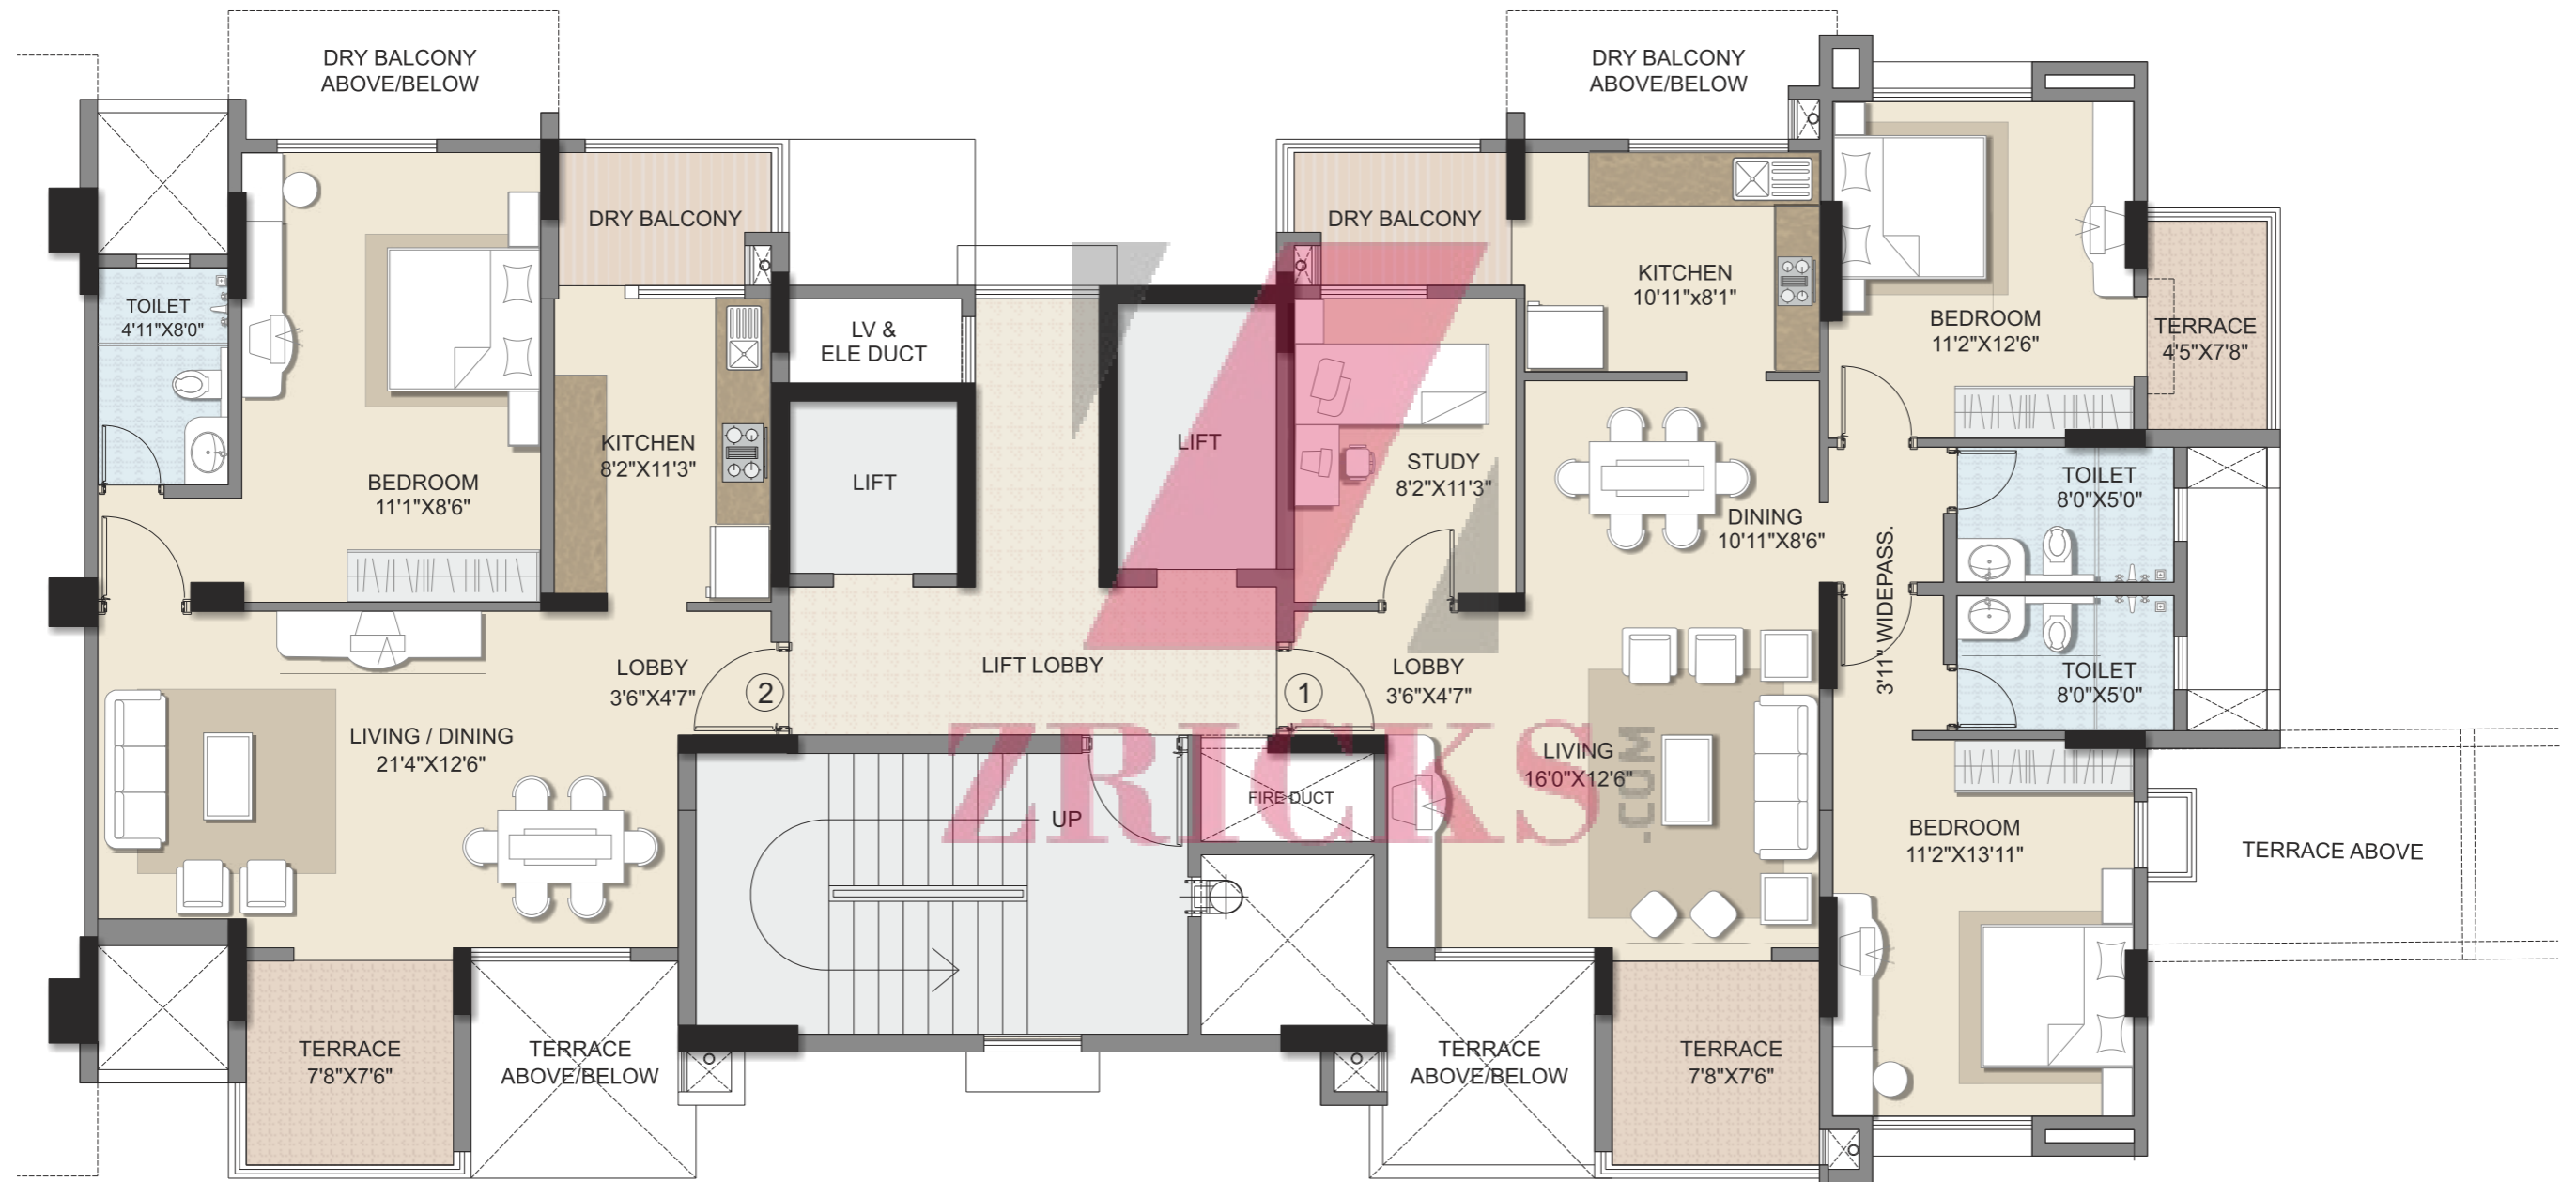 DRY BALCONY
ABOVE/BELOW
DRY BALCONY
ABOVE/BELOW
DRY BALCONY
DRY BALCONY
KITCHEN
10'11"x8'1"
TOILET
4'11"X8'0"
LV &
ELE DUCT
BEDROOM
11'2"X12'6"
TERRACE
4'5"X7'8"
LIFT
LIFT
KITCHEN
8'2"X11'3"
BEDROOM
11'1"X8'6"
STUDY
8'2"X11'3"
DINING
10'11"X8'6"
TOILET
8'0"X5'0"
3'11" WIDEPASS.
LOBBY
3'6"X4'7"
2
LIFT LOBBY
1
LOBBY
3'6"X4'7"
TOILET
8'0"X5'0"
LIVING / DINING
21'4"X12'6"
ZRICKS
.COM
LIVING
16'0"X12'6"
UP
FIRE DUCT
BEDROOM
11'2"X13'11"
TERRACE ABOVE
TERRACE
7'8"X7'6"
TERRACE
ABOVE/BELOW
TERRACE
ABOVE/BELOW
TERRACE
7'8"X7'6"